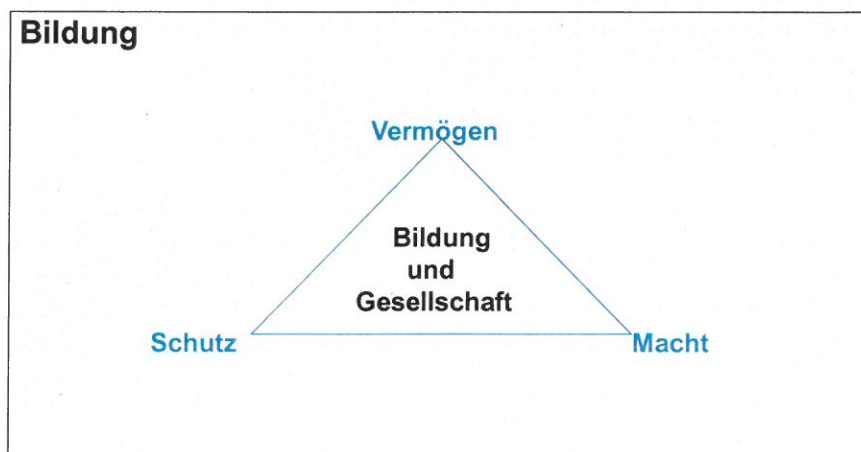 Bildung
Vermögen
Bildung
und
Gesellschaft
Schutz
Macht